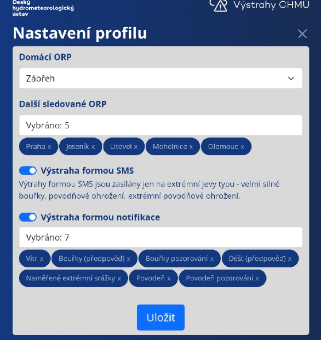 Český
hydrometeorologický
ústav
Výstrahy ČHMÚ
Nastavení profilu
Domácí ORP
Zábřeh
Další sledované ORP
Vybráno: 5
Praha x Jeseník x Litovel x Mohelnice x Olomouc x
Výstraha formou SMS
Výtrahy formou SMS jsou zasílány jen na extrémní jevy typu - velmi silné
bouřky, povodňové ohrožení, extrémní povodňové ohrožení.
Výstraha formou notifikace
Vybráno: 7
Vítr x Bouřky (předpověď) x Bouřky pozorování x Déšť (předpověď) x
Naměřené extrémní srážky x Povodeň x Povodeň pozorování x
Uložit